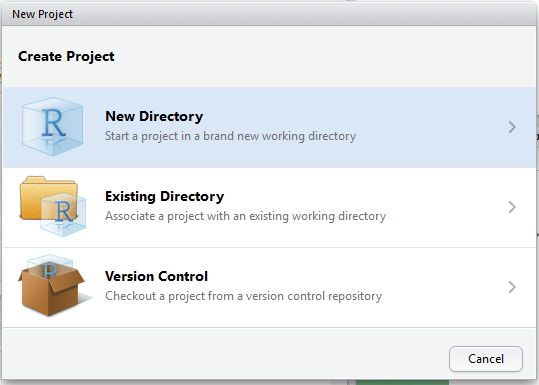 New Project
Create Project
New Directory
Start a project in a brand new working directory
Existing Directory
Associate a project with an existing working directory
Version Control
Checkout a project from a version control repository
Cancel